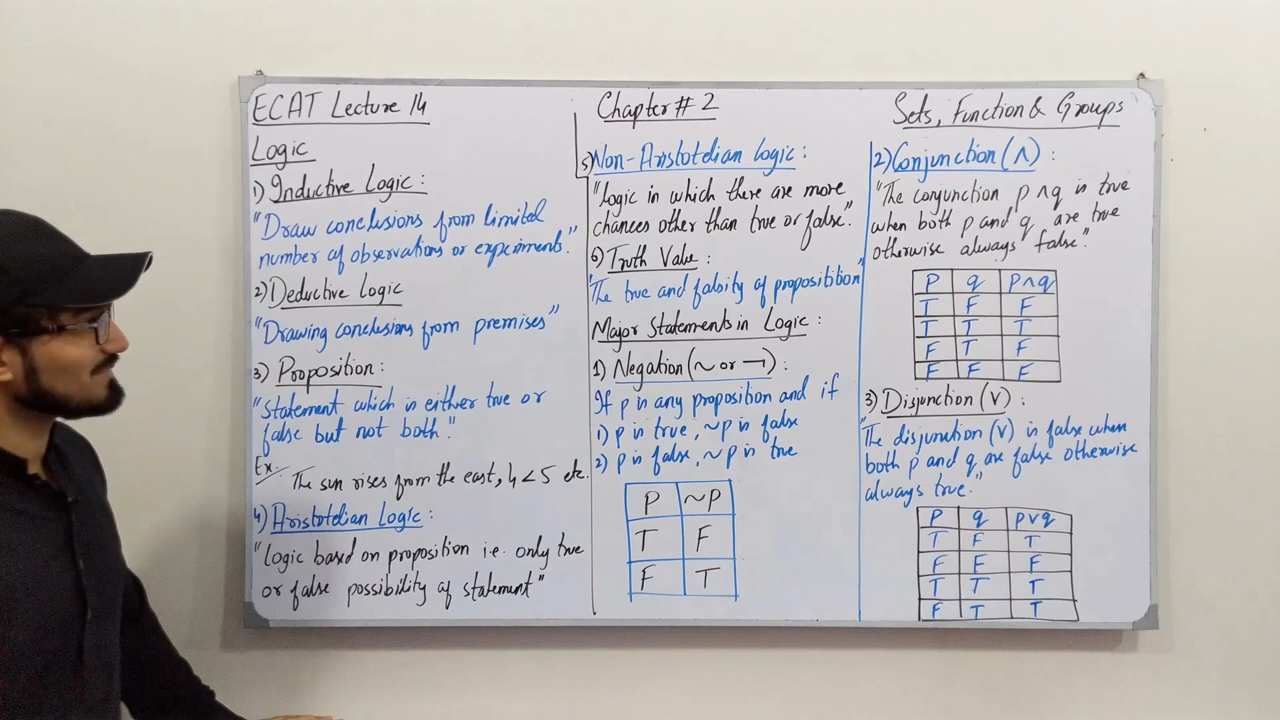 ECAT Lecture 14
Chapter # 2
Sets, Function & Groups
Logic
1) Inductive Logic:
"Draw conclusions from limited
number of observations or experiments."
2) Deductive Logic
"Drawing conclusions from premises"
3) Proposition:
"Statement which is either true or
false but not both."
Ex:- The sun rises from the east, 4 < 5 etc.
4) Aristotelian Logic:
"Logic based on proposition i.e. only true
or false possibility of statement"
5) Non-Aristotelian Logic:
"Logic in which there are more
chances other than true or false".
6) Truth Value:
"The true and falsity of proposition"
Major Statements in Logic:
1) Negation (~ or ¬):
If p is any proposition and if
1) p is true, ~p is false
2) p is false, ~p is true
P ~p
T F
F T
2) Conjunction (∧):
"The conjunction p∧q is true
when both p and q are true
otherwise always false".
p q p∧q
T F F
T T T
F T F
F F F
3) Disjunction (∨):
"The disjunction (∨) is false when
both p and q are false otherwise
always true."
p q p∨q
T F T
F F F
T T T
F T T